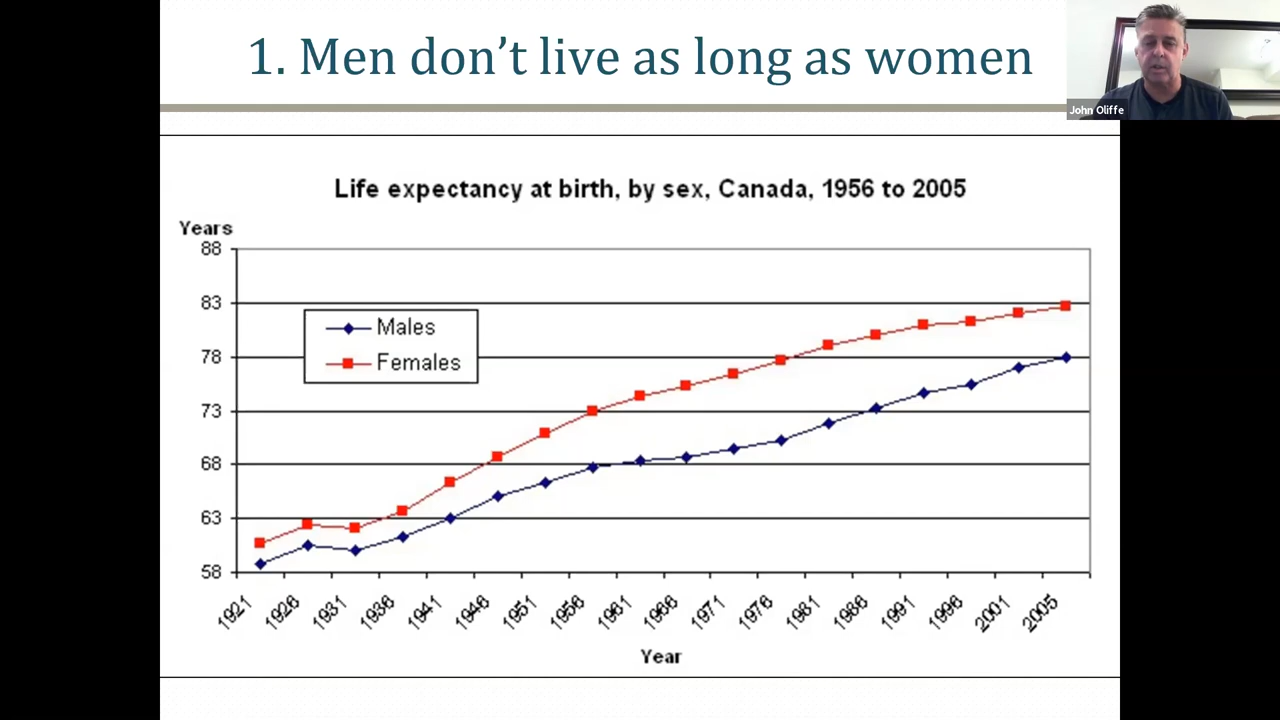 1. Men don't live as long as women
John Oliffe
Life expectancy at birth, by sex, Canada, 1956 to 2005
Years
88
83
78
73
68
63
58
Males
Females
1921 1926 1931 1936 1941 1946 1951 1956 1961 1966 1971 1976 1981 1986 1991 1996 2001 2005
Year